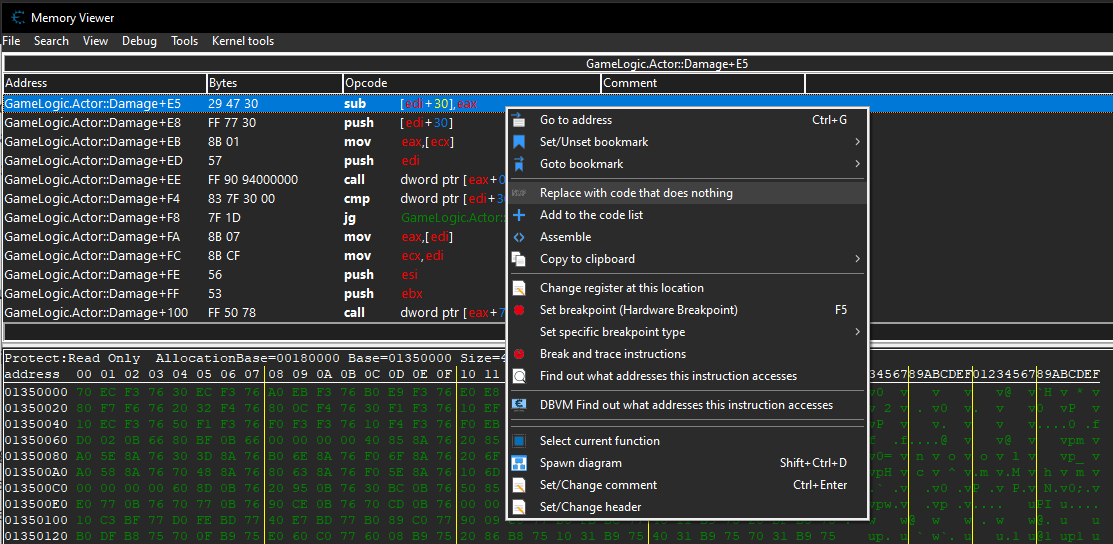 Memory Viewer
File Search View Debug Tools Kernel tools
GameLogic.Actor::Damage+E5
Address Bytes Opcode Comment
GameLogic.Actor::Damage+E5 29 47 30 sub [edi+30],eax
GameLogic.Actor::Damage+E8 FF 77 30 push [edi+30]
GameLogic.Actor::Damage+EB 8B 01 mov eax,[ecx]
GameLogic.Actor::Damage+ED 57 push edi
GameLogic.Actor::Damage+EE FF 90 94000000 call dword ptr [eax+0
GameLogic.Actor::Damage+F4 83 7F 30 00 cmp dword ptr [edi+3
GameLogic.Actor::Damage+F8 7F 1D jg GameLogic.Actor::
GameLogic.Actor::Damage+FA 8B 07 mov eax,[edi]
GameLogic.Actor::Damage+FC 8B CF mov ecx,edi
GameLogic.Actor::Damage+FE 56 push esi
GameLogic.Actor::Damage+FF 53 push ebx
GameLogic.Actor::Damage+100 FF 50 78 call dword ptr [eax+7
Go to address Ctrl+G
Set/Unset bookmark
Goto bookmark
Replace with code that does nothing
Add to the code list
Assemble
Copy to clipboard
Change register at this location
Set breakpoint (Hardware Breakpoint) F5
Set specific breakpoint type
Break and trace instructions
Find out what addresses this instruction accesses
DBVM Find out what addresses this instruction accesses
Select current function
Spawn diagram Shift+Ctrl+D
Set/Change comment Ctrl+Enter
Set/Change header
Protect:Read Only AllocationBase=00180000 Base=01350000 Size=
address 00 01 02 03 04 05 06 07 08 09 0A 0B 0C 0D 0E 0F 10 11 456789ABCDEF0123456789ABCDEF
01350000 70 EC F3 76 30 EC F3 76 A0 EB F3 76 B0 E9 F3 76 E0 E8
01350020 80 F7 F6 76 20 32 F4 76 80 0C F4 76 30 F1 F3 76 10 EF
01350040 10 EC F3 76 50 F1 F3 76 F0 F3 F3 76 10 F4 F3 76 F0 EB
01350060 D0 02 0B 66 80 BF 0B 66 00 00 00 00 40 85 8A 76 20 85
01350080 A0 5E 8A 76 30 3D 8A 76 B0 6E 8A 76 F0 6F 8A 76 20 6F
013500A0 A0 58 8A 76 70 48 8A 76 80 63 8A 76 F0 5E 8A 76 10 6D
013500C0 00 00 00 00 60 8D 0B 76 20 95 0B 76 30 BC 0B 76 50 85
013500E0 E0 77 0B 76 70 77 0B 76 90 CE 0B 76 70 CD 0B 76 00 00
01350100 10 C3 BF 77 D0 FE BD 77 40 E7 BD 77 B0 89 C0 77 90 09
01350120 B0 DF B8 75 70 0F B9 75 E0 60 C0 77 60 08 B9 75 20 86 B8 75 10 31 B9 75 40 31 B9 75 70 31 B9 75